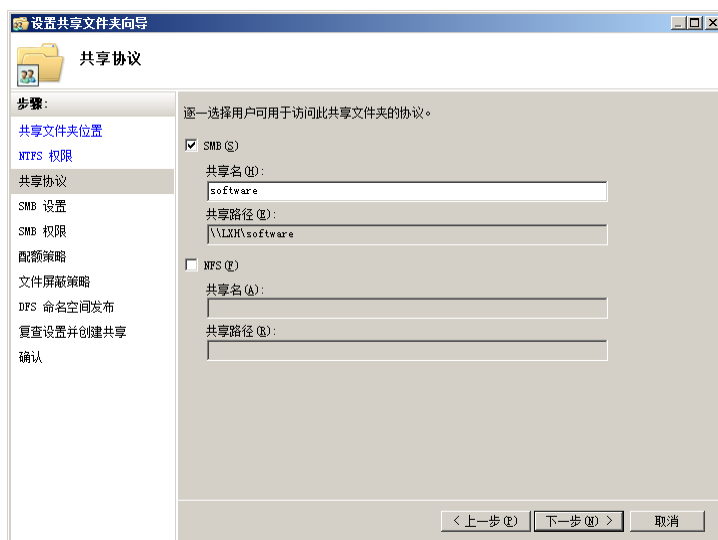 设置共享文件夹向导
共享协议
步骤:
共享文件夹位置
NTFS 权限
共享协议
SMB 设置
SMB 权限
配额策略
文件屏蔽策略
DFS 命名空间发布
复查设置并创建共享
确认
逐一选择用户可用于访问此共享文件夹的协议。
SMB(S)
共享名(H):
software
共享路径(E):
\\LXH\software
NFS(F)
共享名(A):
共享路径(R):
< 上一步(P)
下一步(N) >
取消